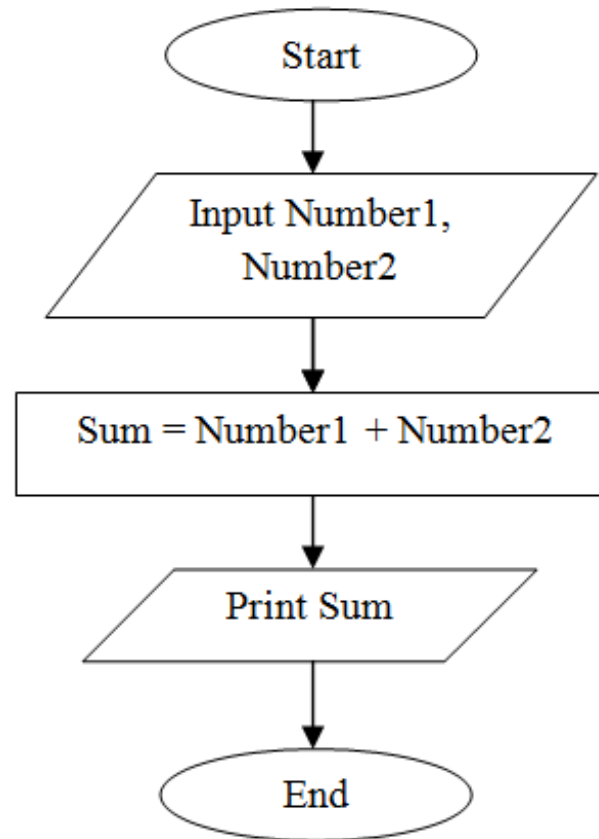 Start
Input Number1,
Number2
Sum = Number1 + Number2
Print Sum
End